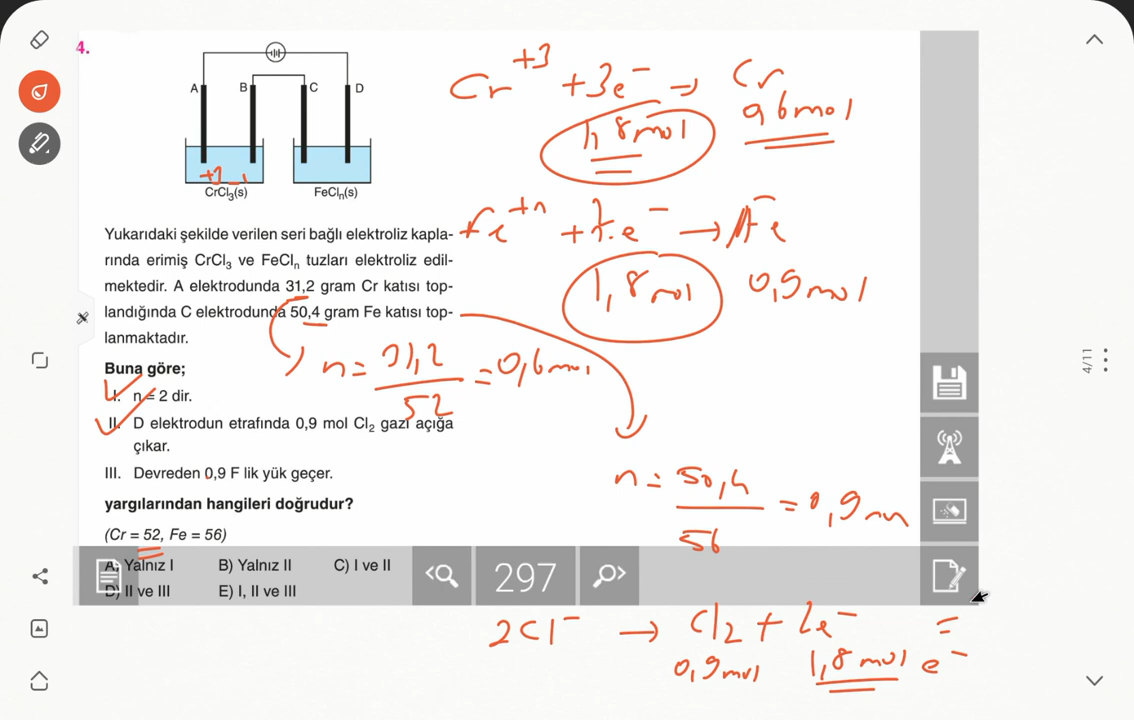 4.
A B C D
+3 -1
CrCl3(s) FeCln(s)
Yukarıdaki şekilde verilen seri bağlı elektroliz kapla-
rında erimiş CrCl3 ve FeCln tuzları elektroliz edil-
mektedir. A elektrodunda 31,2 gram Cr katısı top-
landığında C elektrodunda 50,4 gram Fe katısı top-
lanmaktadır.
Buna göre;
I. n = 2 dir.
II. D elektrodun etrafında 0,9 mol Cl2 gazı açığa
çıkar.
III. Devreden 0,9 F lik yük geçer.
yargılarından hangileri doğrudur?
(Cr = 52, Fe = 56)
A) Yalnız I B) Yalnız II C) I ve II
D) II ve III E) I, II ve III
297
Cr+3 + 3e- → Cr
1,8 mol 0,6 mol
Fe+n + n.e- → Fe
1,8 mol 0,9 mol
n = 31,2 / 52 = 0,6 mol
n = 50,4 / 56 = 0,9 mol
2Cl- → Cl2 + 2e- =
0,9 mol 1,8 mol e-
4/11